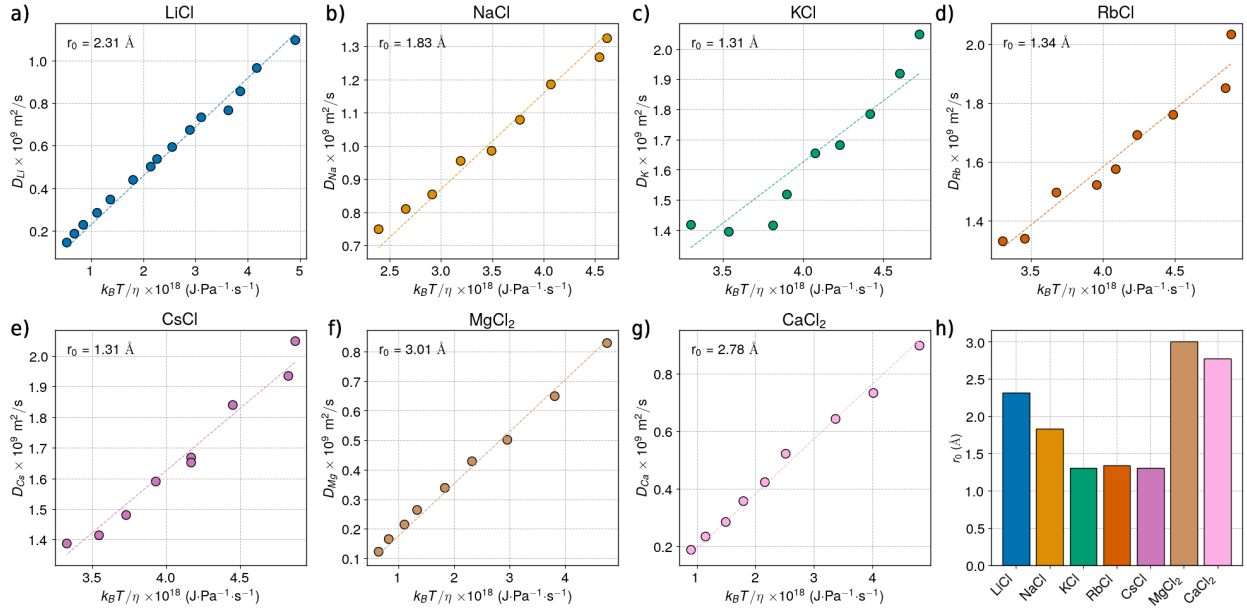 a)
LiCl
r₀ = 2.31 Å
D_Li × 10⁹ m²/s
1.0
0.8
0.6
0.4
0.2
1 2 3 4 5
k_BT/η ×10¹⁸ (J·Pa⁻¹·s⁻¹)
b)
NaCl
r₀ = 1.83 Å
D_Na × 10⁹ m²/s
1.3
1.2
1.1
1.0
0.9
0.8
0.7
2.5 3.0 3.5 4.0 4.5
k_BT/η ×10¹⁸ (J·Pa⁻¹·s⁻¹)
c)
KCl
r₀ = 1.31 Å
D_K × 10⁹ m²/s
2.0
1.9
1.8
1.7
1.6
1.5
1.4
3.5 4.0 4.5
k_BT/η ×10¹⁸ (J·Pa⁻¹·s⁻¹)
d)
RbCl
r₀ = 1.34 Å
D_Rb × 10⁹ m²/s
2.0
1.8
1.6
1.4
3.5 4.0 4.5
k_BT/η ×10¹⁸ (J·Pa⁻¹·s⁻¹)
e)
CsCl
r₀ = 1.31 Å
D_Cs × 10⁹ m²/s
2.0
1.9
1.8
1.7
1.6
1.5
1.4
3.5 4.0 4.5
k_BT/η ×10¹⁸ (J·Pa⁻¹·s⁻¹)
f)
MgCl₂
r₀ = 3.01 Å
D_Mg × 10⁹ m²/s
0.8
0.7
0.6
0.5
0.4
0.3
0.2
0.1
1 2 3 4
k_BT/η ×10¹⁸ (J·Pa⁻¹·s⁻¹)
g)
CaCl₂
r₀ = 2.78 Å
D_Ca × 10⁹ m²/s
0.8
0.6
0.4
0.2
1 2 3 4
k_BT/η ×10¹⁸ (J·Pa⁻¹·s⁻¹)
h)
r₀ (Å)
3.0
2.5
2.0
1.5
1.0
0.5
0.0
LiCl
NaCl
KCl
RbCl
CsCl
MgCl₂
CaCl₂